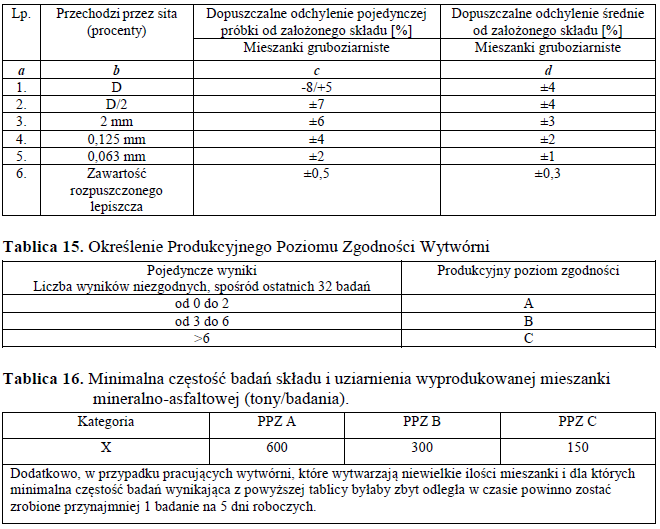 Lp. Przechodzi przez sita Dopuszczalne odchylenie pojedynczej Dopuszczalne odchylenie średnie
(procenty) próbki od założonego składu [%] od założonego składu [%]
Mieszanki gruboziarniste Mieszanki gruboziarniste
a b c d
1. D -8/+5 ±4
2. D/2 ±7 ±4
3. 2 mm ±6 ±3
4. 0,125 mm ±4 ±2
5. 0,063 mm ±2 ±1
6. Zawartość ±0,5 ±0,3
rozpuszczonego
lepiszcza
Tablica 15. Określenie Produkcyjnego Poziomu Zgodności Wytwórni
Pojedyncze wyniki Produkcyjny poziom zgodności
Liczba wyników niezgodnych, spośród ostatnich 32 badań
od 0 do 2 A
od 3 do 6 B
>6 C
Tablica 16. Minimalna częstość badań składu i uziarnienia wyprodukowanej mieszanki
mineralno-asfaltowej (tony/badania).
Kategoria PPZ A PPZ B PPZ C
X 600 300 150
Dodatkowo, w przypadku pracujących wytwórni, które wytwarzają niewielkie ilości mieszanki i dla których
minimalna częstość badań wynikająca z powyższej tablicy byłaby zbyt odległa w czasie powinno zostać
zrobione przynajmniej 1 badanie na 5 dni roboczych.